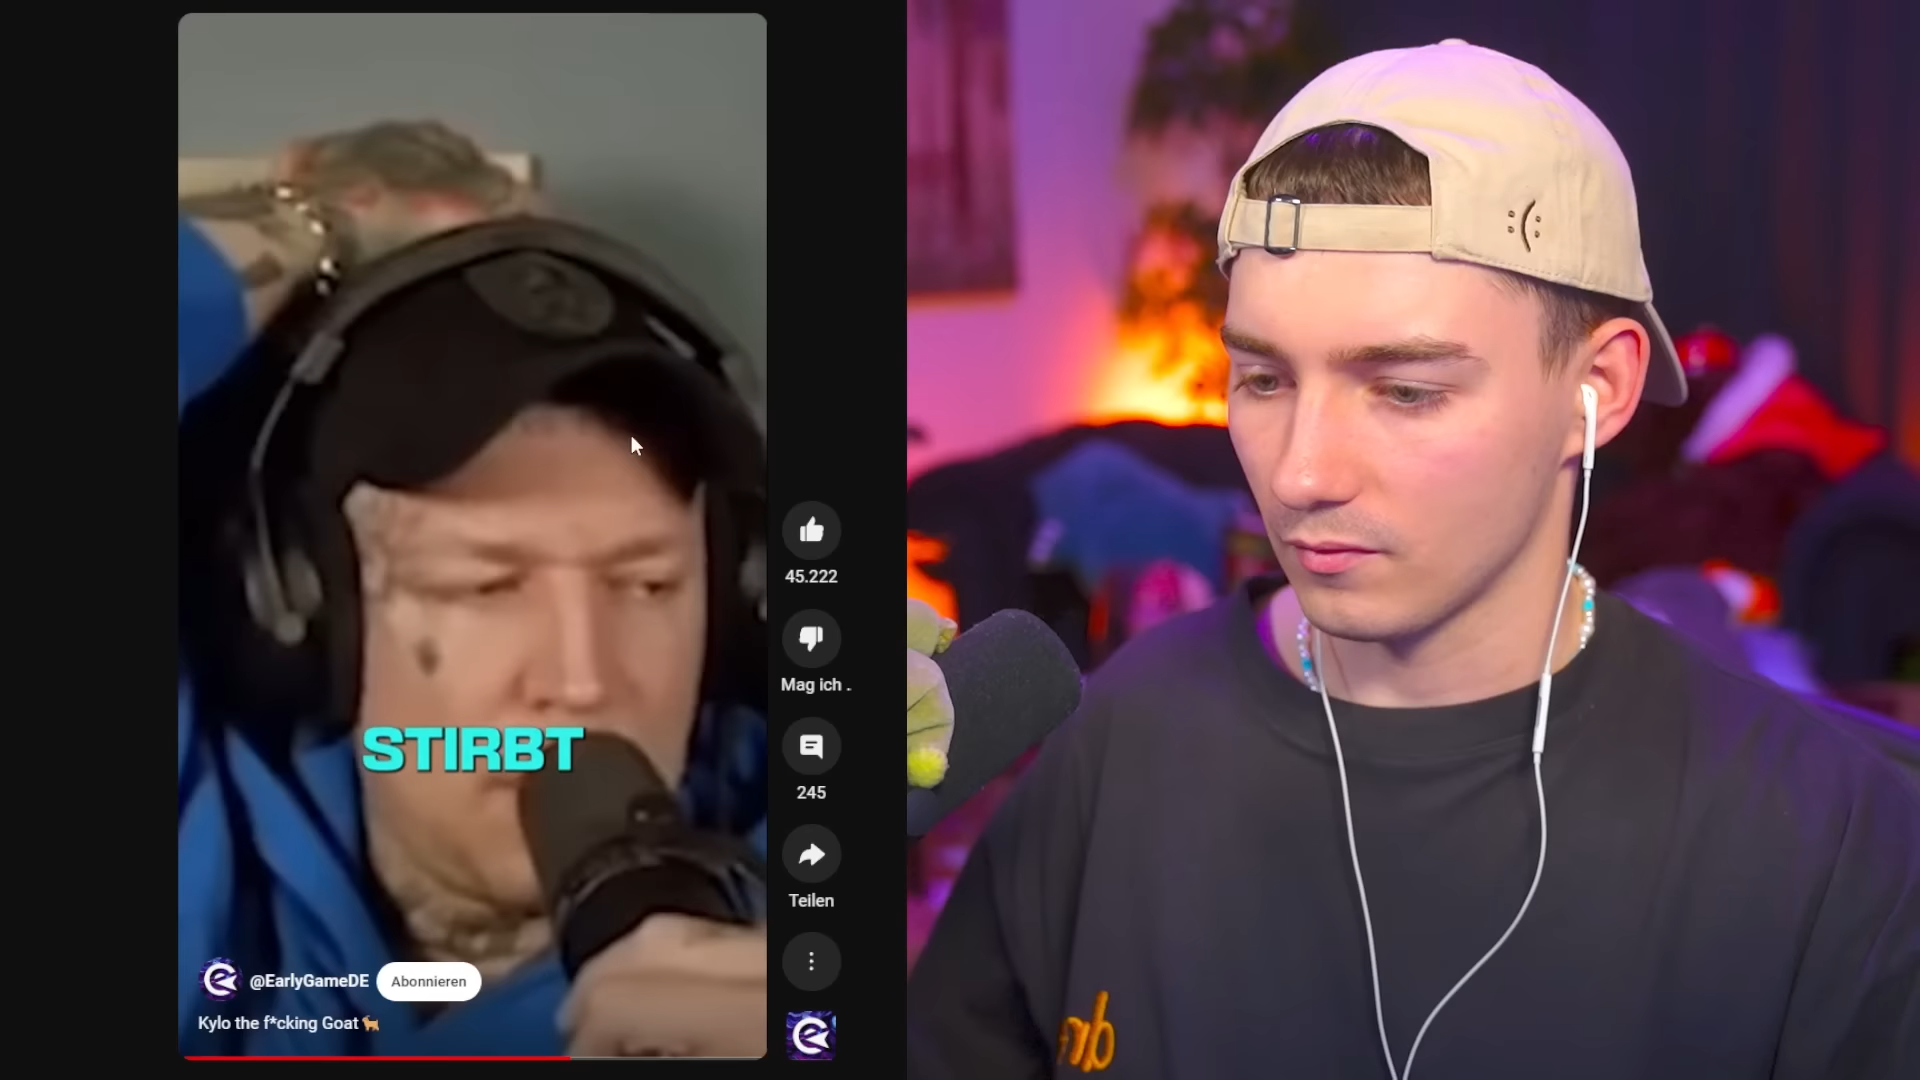 45.222
Mag ich .
STIRBT
245
Teilen
@EarlyGameDE Abonnieren
Kylo the f*cking Goat